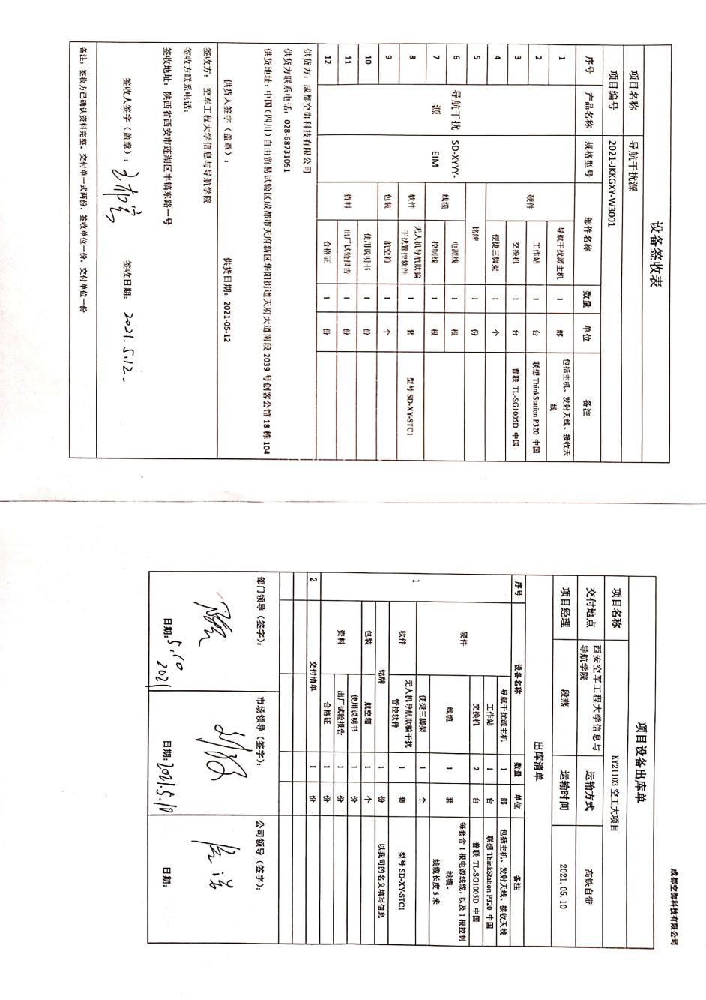 设备签收表
项目名称 导航干扰源
项目编号 2021-JKKGXY-W3001
序号 产品名称 规格型号 部件名称 数量 单位 备注
1 导航干扰源 SD-XYYY-EIM 硬件 导航干扰源主机 1 部 包括主机、发射天线、接收天线
2 工作站 1 台 联想 ThinkStation P320 中国
3 交换机 1 台 普联 TL-SG1005D 中国
4 便捷三脚架 1 个
5 铭牌 1 份
6 线缆 电源线 1 根
7 控制线 1 根
8 软件 无人机导航欺骗干扰管控软件 1 套 型号 SD-XY-STC1
9 包装 航空箱 1 个
10 资料 使用说明书 1 份
11 出厂试验报告 1 份
12 合格证 1 份
供货方：成都空御科技有限公司
供货方联系电话：028-68731051
供货地址：中国（四川）自由贸易试验区成都市天府新区华阳街道天府大道南段 2039 号创客公馆 18 栋 104
供货人签字（盖章）： 供货日期：2021-05-12
签收方：空军工程大学信息与导航学院
签收方联系电话：
签收地址：陕西省西安市莲湖区丰镐东路一号
签收人签字（盖章）： 签收日期：2021.5.12.
备注：签收方已确认资料完整。交付单一式两份，签收单位一份，交付单位一份
成都空御科技有限公司
项目设备出库单
项目名称 KY21103 空工大项目
交付地点 西安空军工程大学信息与导航学院 运输方式 高铁自带
项目经理 段燕 运输时间 2021.05.10
出库清单
序号 设备名称 数量 单位 备注
1 硬件 导航干扰源主机 1 部 包括主机、发射天线、接收天线
工作站 1 台 联想 ThinkStation P320 中国
交换机 2 台 普联 TL-SG1005D 中国
线缆 1 套 每套含 1 根电源线缆，以及 1 根控制线缆。线缆长度 5 米
便捷三脚架 1 个
软件 无人机导航欺骗干扰管控软件 1 套 型号 SD-XY-STC1
铭牌 1 份 以我司的名义填写信息
包装 航空箱 1 个
资料 使用说明书 1 份
出厂试验报告 1 份
合格证 1 份
2 交付清单 1 份
部门领导（签字）： 市场领导（签字）： 公司领导（签字）：
日期：5.10 2021 日期：2021.5.10 日期：